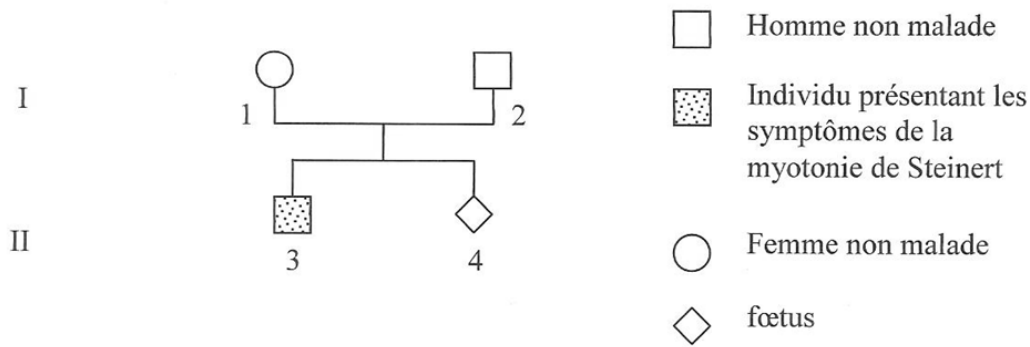 I
1
2
II
3
4
Homme non malade
Individu présentant les
symptômes de la
myotonie de Steinert
Femme non malade
fœtus